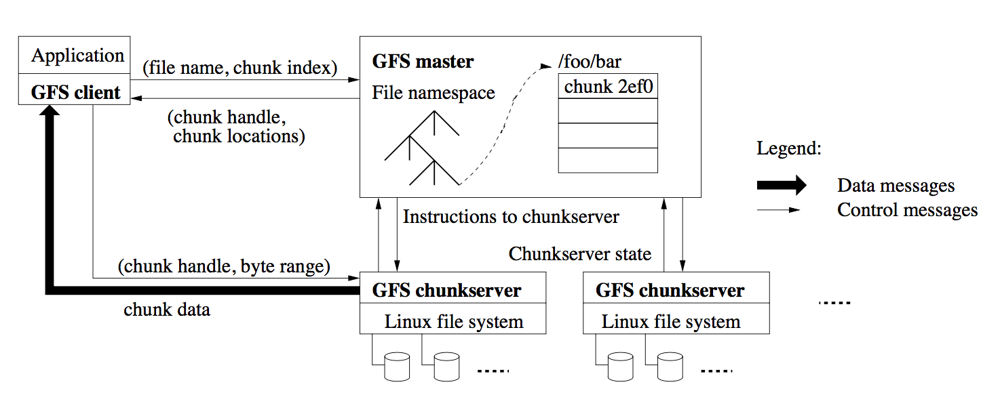 Application
GFS client
(file name, chunk index)
(chunk handle,
chunk locations)
GFS master
File namespace
/foo/bar
chunk 2ef0
Legend:
Data messages
Control messages
Instructions to chunkserver
Chunkserver state
(chunk handle, byte range)
chunk data
GFS chunkserver
Linux file system
GFS chunkserver
Linux file system